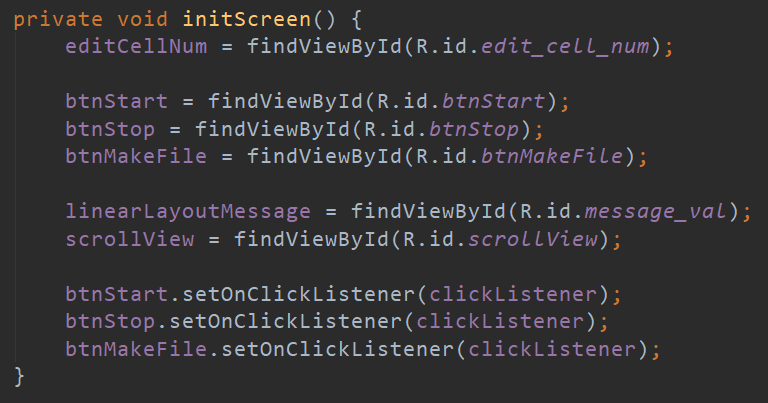 private void initScreen() {
editCellNum = findViewById(R.id.edit_cell_num);
btnStart = findViewById(R.id.btnStart);
btnStop = findViewById(R.id.btnStop);
btnMakeFile = findViewById(R.id.btnMakeFile);
linearLayoutMessage = findViewById(R.id.message_val);
scrollView = findViewById(R.id.scrollView);
btnStart.setOnClickListener(clickListener);
btnStop.setOnClickListener(clickListener);
btnMakeFile.setOnClickListener(clickListener);
}